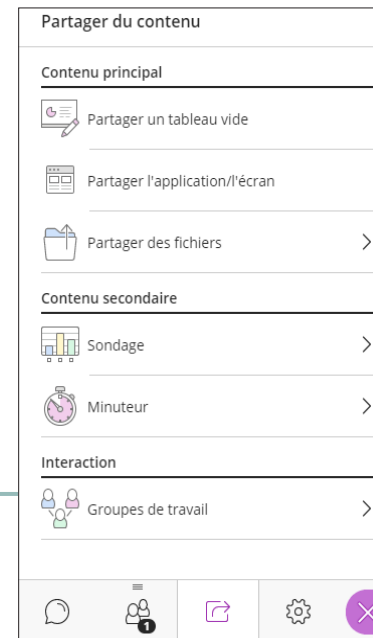 Partager du contenu
Contenu principal
Partager un tableau vide
Partager l'application/l'écran
Partager des fichiers
Contenu secondaire
Sondage
Minuteur
Interaction
Groupes de travail
1